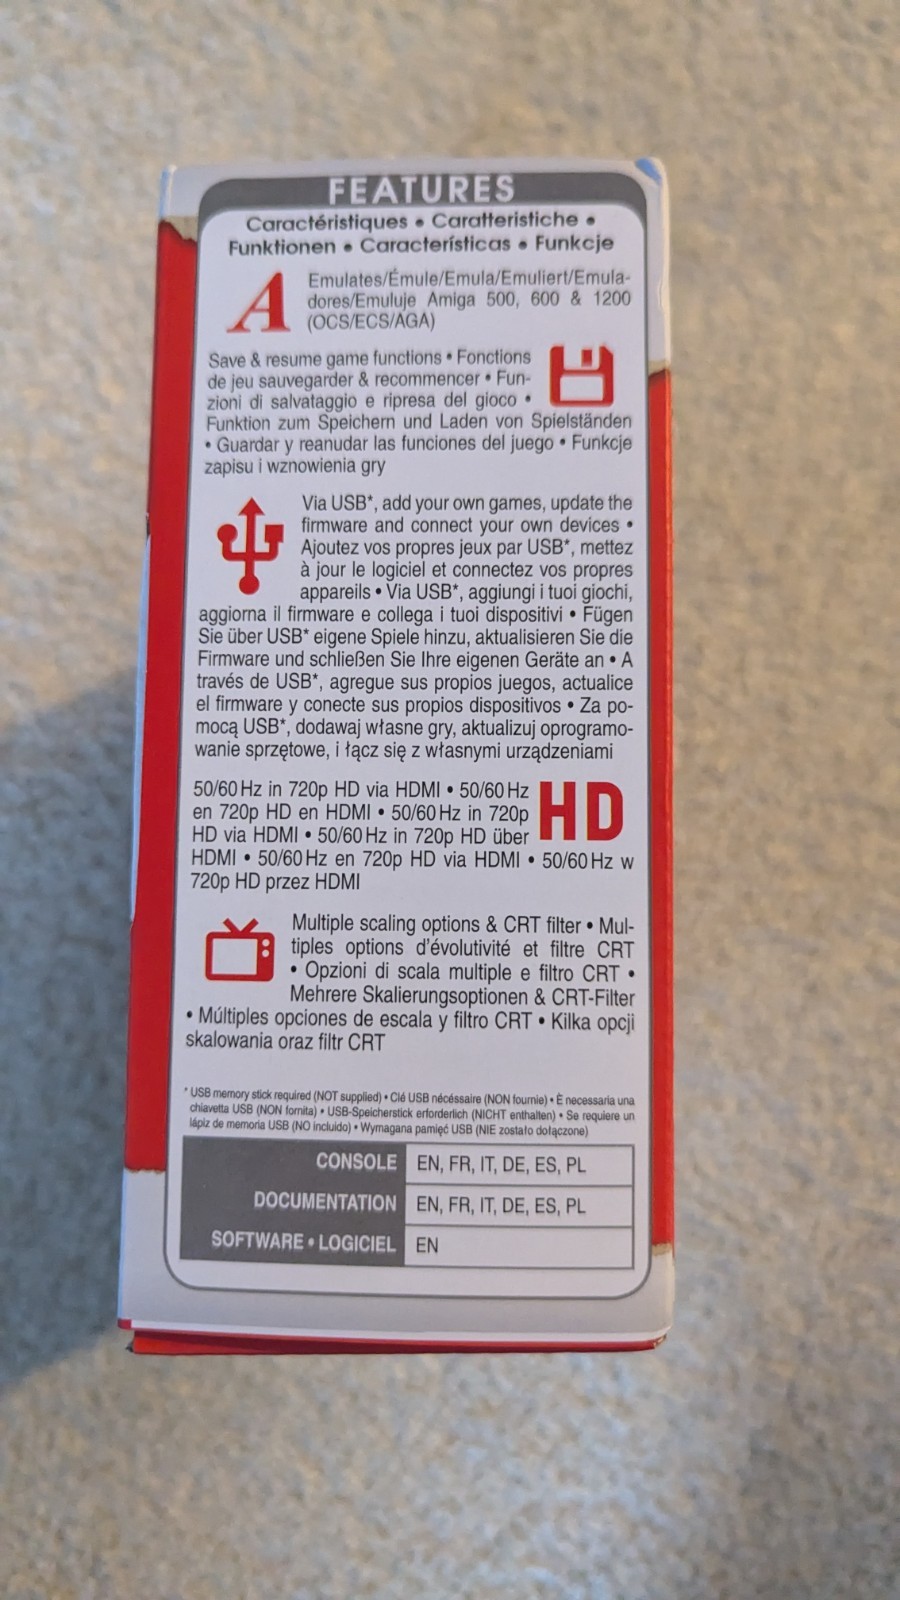 FEATURES
Caractéristiques • Caratteristiche •
Funktionen • Características • Funkcje
A
Emulates/Émule/Emula/Emuliert/Emula-
dores/Emuluje Amiga 500, 600 & 1200
(OCS/ECS/AGA)
Save & resume game functions • Fonctions
de jeu sauvegarder & recommencer • Fun-
zioni di salvataggio e ripresa del gioco •
Funktion zum Speichern und Laden von Spielständen
• Guardar y reanudar las funciones del juego • Funkcje
zapisu i wznowienia gry
Via USB*, add your own games, update the
firmware and connect your own devices •
Ajoutez vos propres jeux par USB*, mettez
à jour le logiciel et connectez vos propres
appareils • Via USB*, aggiungi i tuoi giochi,
aggiorna il firmware e collega i tuoi dispositivi • Fügen
Sie über USB* eigene Spiele hinzu, aktualisieren Sie die
Firmware und schließen Sie Ihre eigenen Geräte an • A
través de USB*, agregue sus propios juegos, actualice
el firmware y conecte sus propios dispositivos • Za po-
mocą USB*, dodawaj własne gry, aktualizuj oprogramo-
wanie sprzętowe, i łącz się z własnymi urządzeniami
50/60 Hz in 720p HD via HDMI • 50/60 Hz
en 720p HD en HDMI • 50/60 Hz in 720p
HD via HDMI • 50/60 Hz in 720p HD über
HDMI • 50/60 Hz en 720p HD via HDMI • 50/60 Hz w
720p HD przez HDMI
HD
Multiple scaling options & CRT filter • Mul-
tiples options d'évolutivité et filtre CRT
• Opzioni di scala multiple e filtro CRT •
Mehrere Skalierungsoptionen & CRT-Filter
• Múltiples opciones de escala y filtro CRT • Kilka opcji
skalowania oraz filtr CRT
* USB memory stick required (NOT supplied) • Clé USB nécéssaire (NON fournie) • È necessaria una
chiavetta USB (NON fornita) • USB-Speicherstick erforderlich (NICHT enthalten) • Se requiere un
lápiz de memoria USB (NO incluido) • Wymagana pamięć USB (NIE zostało dołączone)
CONSOLE EN, FR, IT, DE, ES, PL
DOCUMENTATION EN, FR, IT, DE, ES, PL
SOFTWARE • LOGICIEL EN